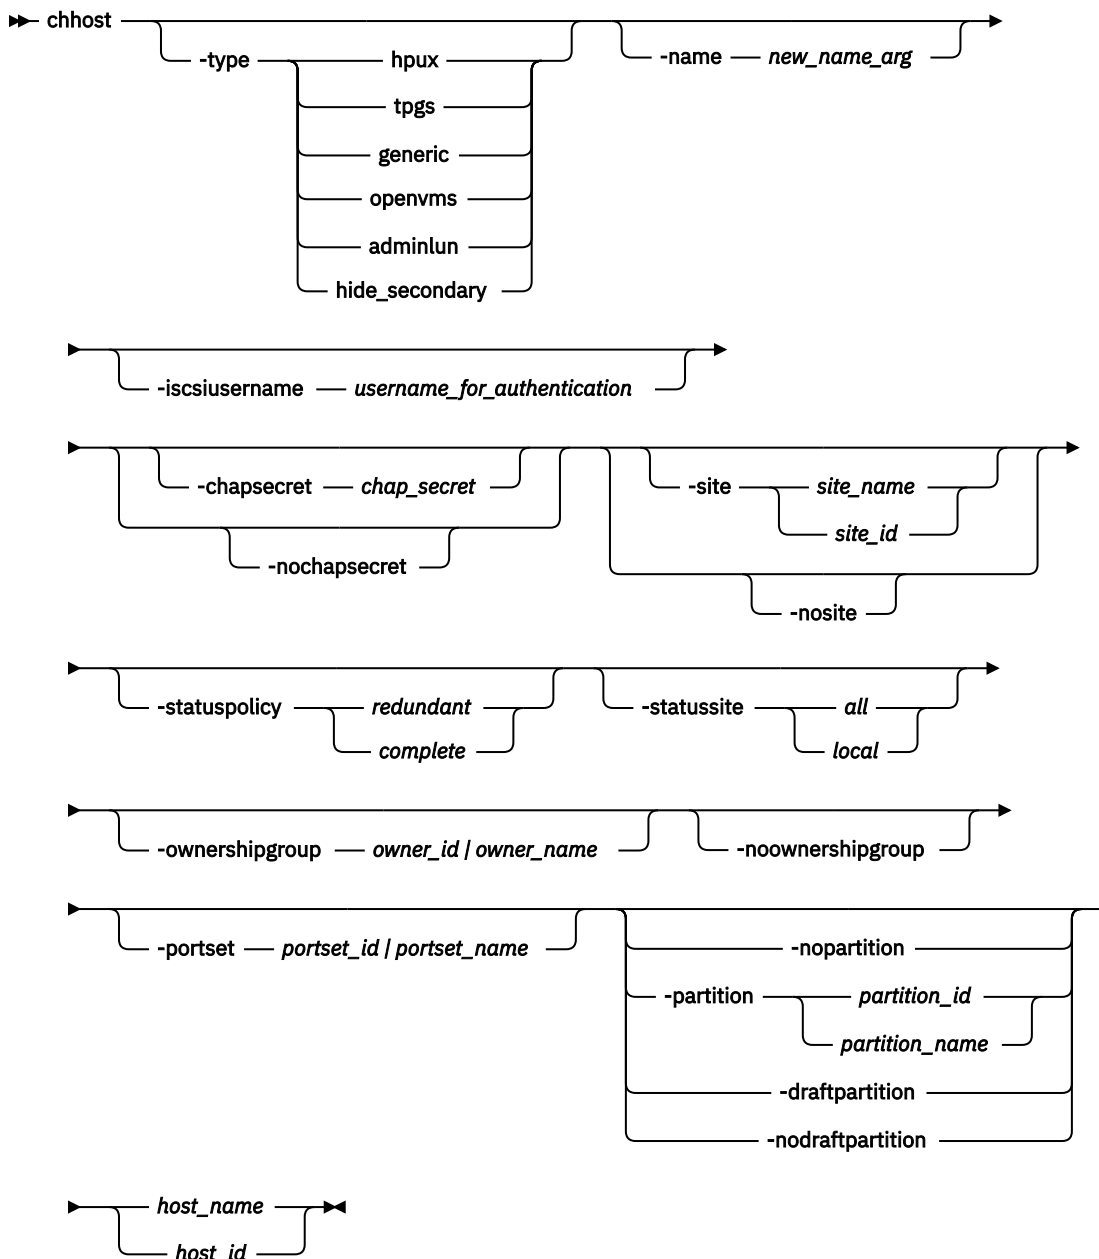 chhost
-type hpux -name new_name_arg
tpgs
generic
openvms
adminlun
hide_secondary
-iscsiusername username_for_authentication
-chapsecret chap_secret -site site_name
site_id
-nochapsecret
-nosite
-statuspolicy redundant -statussite all
complete local
-ownershipgroup owner_id | owner_name -noownershipgroup
-portset portset_id | portset_name -nopartition
-partition partition_id
partition_name
-draftpartition
-nodraftpartition
host_name
host_id